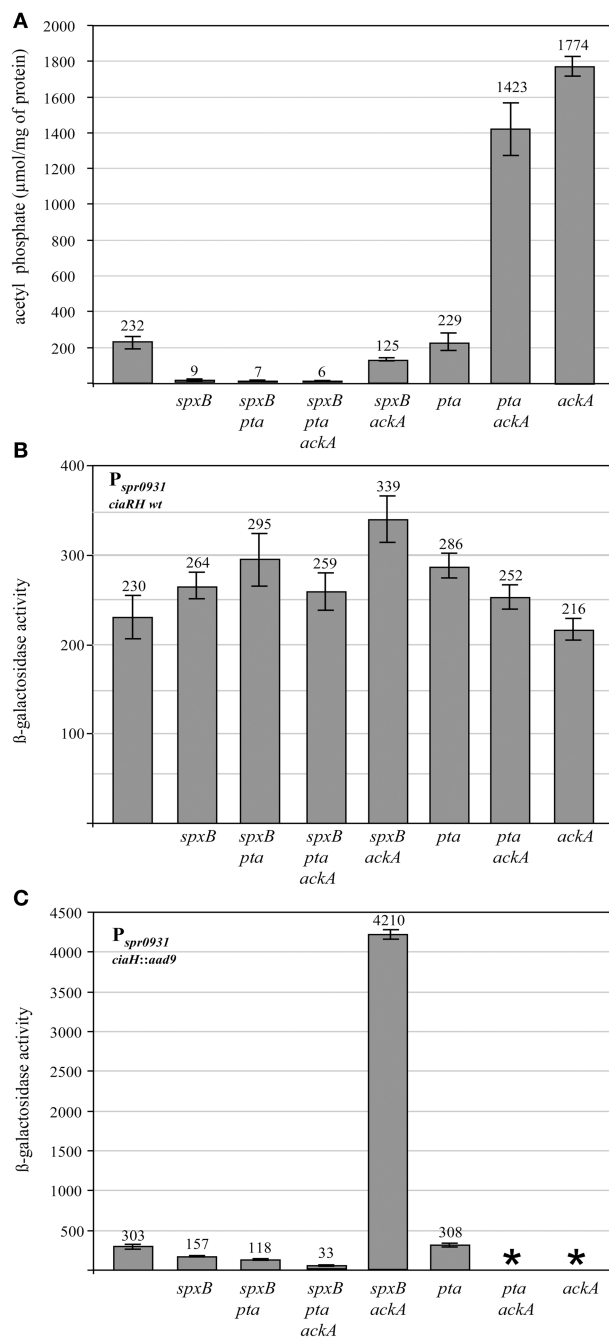 A
acetyl phosphate (µmol/mg of protein)
2000
1800
1600
1400
1200
1000
800
600
400
200
232
9
7
6
125
229
1423
1774
spxB
spxB
pta
spxB
pta
ackA
spxB
ackA
pta
pta
ackA
ackA
B
ß-galactosidase activity
400
300
200
100
Pspr0931
ciaRH wt
230
264
295
259
339
286
252
216
spxB
spxB
pta
spxB
pta
ackA
spxB
ackA
pta
pta
ackA
ackA
C
ß-galactosidase activity
4500
4000
3500
3000
2500
2000
1500
1000
500
Pspr0931
ciaH::aad9
303
157
118
33
4210
308
*
*
spxB
spxB
pta
spxB
pta
ackA
spxB
ackA
pta
pta
ackA
ackA